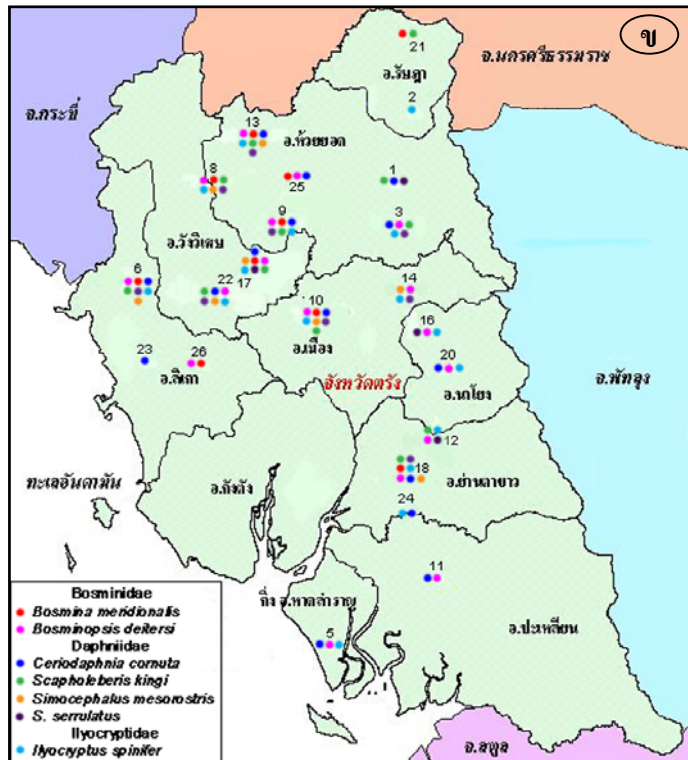 ข
จ.นครศรีธรรมราช
จ.กระบี่
21
อ.รัษฎา
2
13
อ.ห้วยยอด
8
25
1
9
3
อ.วังวิเศษ
6
22
17
14
10
16
อ.เมือง
23
26
20
อ.สิเกา
จังหวัดตรัง
อ.นาโยง
จ.พัทลุง
12
ทะเลอันดามัน
อ.กันตัง
18
อ.ย่านตาขาว
24
11
กิ่ง อ.หาดสำราญ
5
อ.ปะเหลียน
จ.สตูล
Bosminidae
Bosmina meridionalis
Bosminopsis deitersi
Daphniidae
Ceriodaphnia cornuta
Scapholeberis kingi
Simocephalus mesorostris
S. serrulatus
Ilyocryptidae
Ilyocryptus spinifer